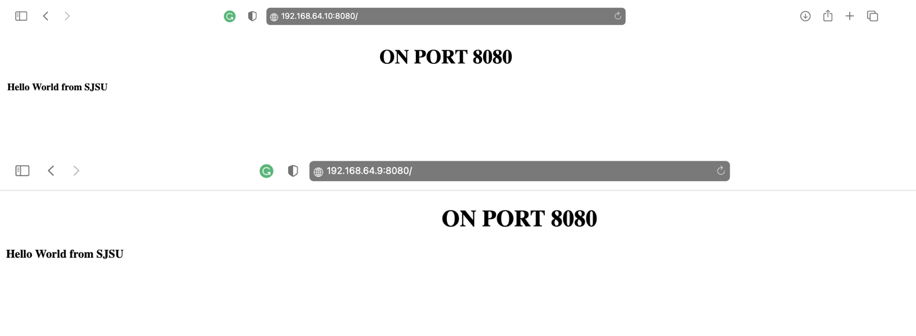 192.168.64.10:8080/
ON PORT 8080
Hello World from SJSU
192.168.64.9:8080/
ON PORT 8080
Hello World from SJSU